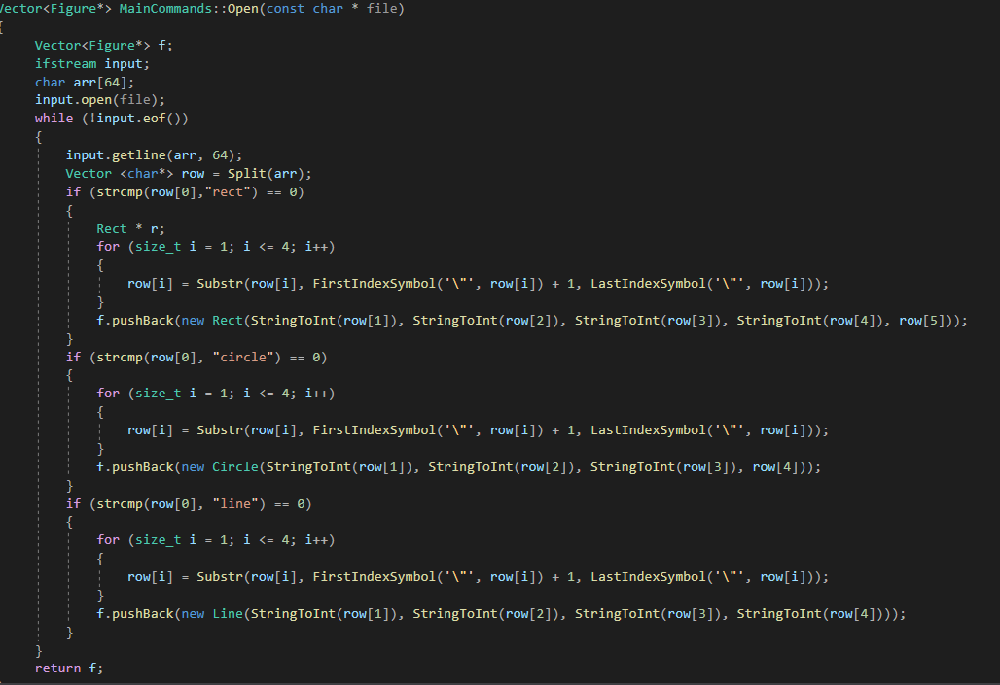 Vector<Figure*> MainCommands::Open(const char * file)
{
    Vector<Figure*> f;
    ifstream input;
    char arr[64];
    input.open(file);
    while (!input.eof())
    {
        input.getline(arr, 64);
        Vector <char*> row = Split(arr);
        if (strcmp(row[0],"rect") == 0)
        {
            Rect * r;
            for (size_t i = 1; i <= 4; i++)
            {
                row[i] = Substr(row[i], FirstIndexSymbol('\"', row[i]) + 1, LastIndexSymbol('\"', row[i]));
            }
            f.pushBack(new Rect(StringToInt(row[1]), StringToInt(row[2]), StringToInt(row[3]), StringToInt(row[4]), row[5]));
        }
        if (strcmp(row[0], "circle") == 0)
        {
            for (size_t i = 1; i <= 4; i++)
            {
                row[i] = Substr(row[i], FirstIndexSymbol('\"', row[i]) + 1, LastIndexSymbol('\"', row[i]));
            }
            f.pushBack(new Circle(StringToInt(row[1]), StringToInt(row[2]), StringToInt(row[3]), row[4]));
        }
        if (strcmp(row[0], "line") == 0)
        {
            for (size_t i = 1; i <= 4; i++)
            {
                row[i] = Substr(row[i], FirstIndexSymbol('\"', row[i]) + 1, LastIndexSymbol('\"', row[i]));
            }
            f.pushBack(new Line(StringToInt(row[1]), StringToInt(row[2]), StringToInt(row[3]), StringToInt(row[4])));
        }
    }
    return f;